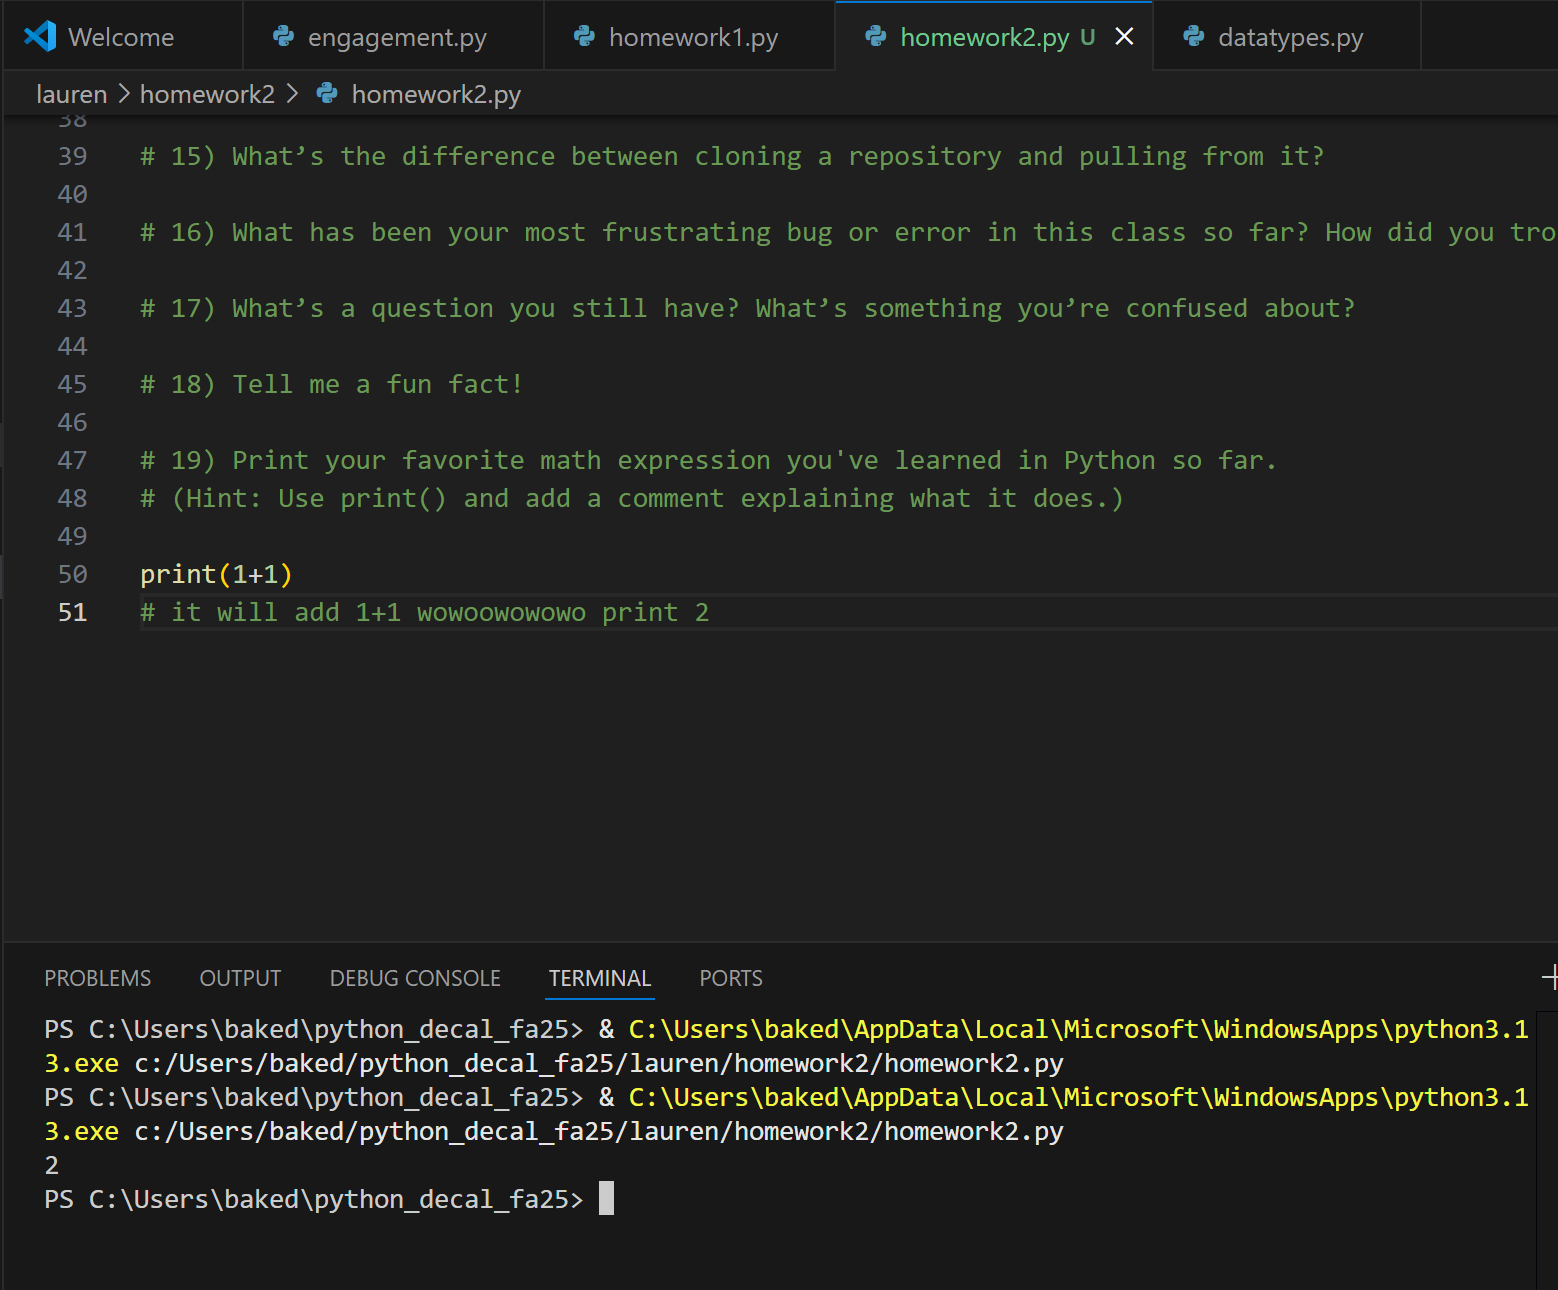 Welcome
engagement.py
homework1.py
homework2.py U
datatypes.py
lauren > homework2 > homework2.py
38
39 # 15) What’s the difference between cloning a repository and pulling from it?
40
41 # 16) What has been your most frustrating bug or error in this class so far? How did you tro
42
43 # 17) What’s a question you still have? What’s something you’re confused about?
44
45 # 18) Tell me a fun fact!
46
47 # 19) Print your favorite math expression you've learned in Python so far.
48 # (Hint: Use print() and add a comment explaining what it does.)
49
50 print(1+1)
51 # it will add 1+1 wowoowowowo print 2
PROBLEMS OUTPUT DEBUG CONSOLE TERMINAL PORTS
PS C:\Users\baked\python_decal_fa25> & C:\Users\baked\AppData\Local\Microsoft\WindowsApps\python3.1
3.exe c:/Users/baked/python_decal_fa25/lauren/homework2/homework2.py
PS C:\Users\baked\python_decal_fa25> & C:\Users\baked\AppData\Local\Microsoft\WindowsApps\python3.1
3.exe c:/Users/baked/python_decal_fa25/lauren/homework2/homework2.py
2
PS C:\Users\baked\python_decal_fa25>